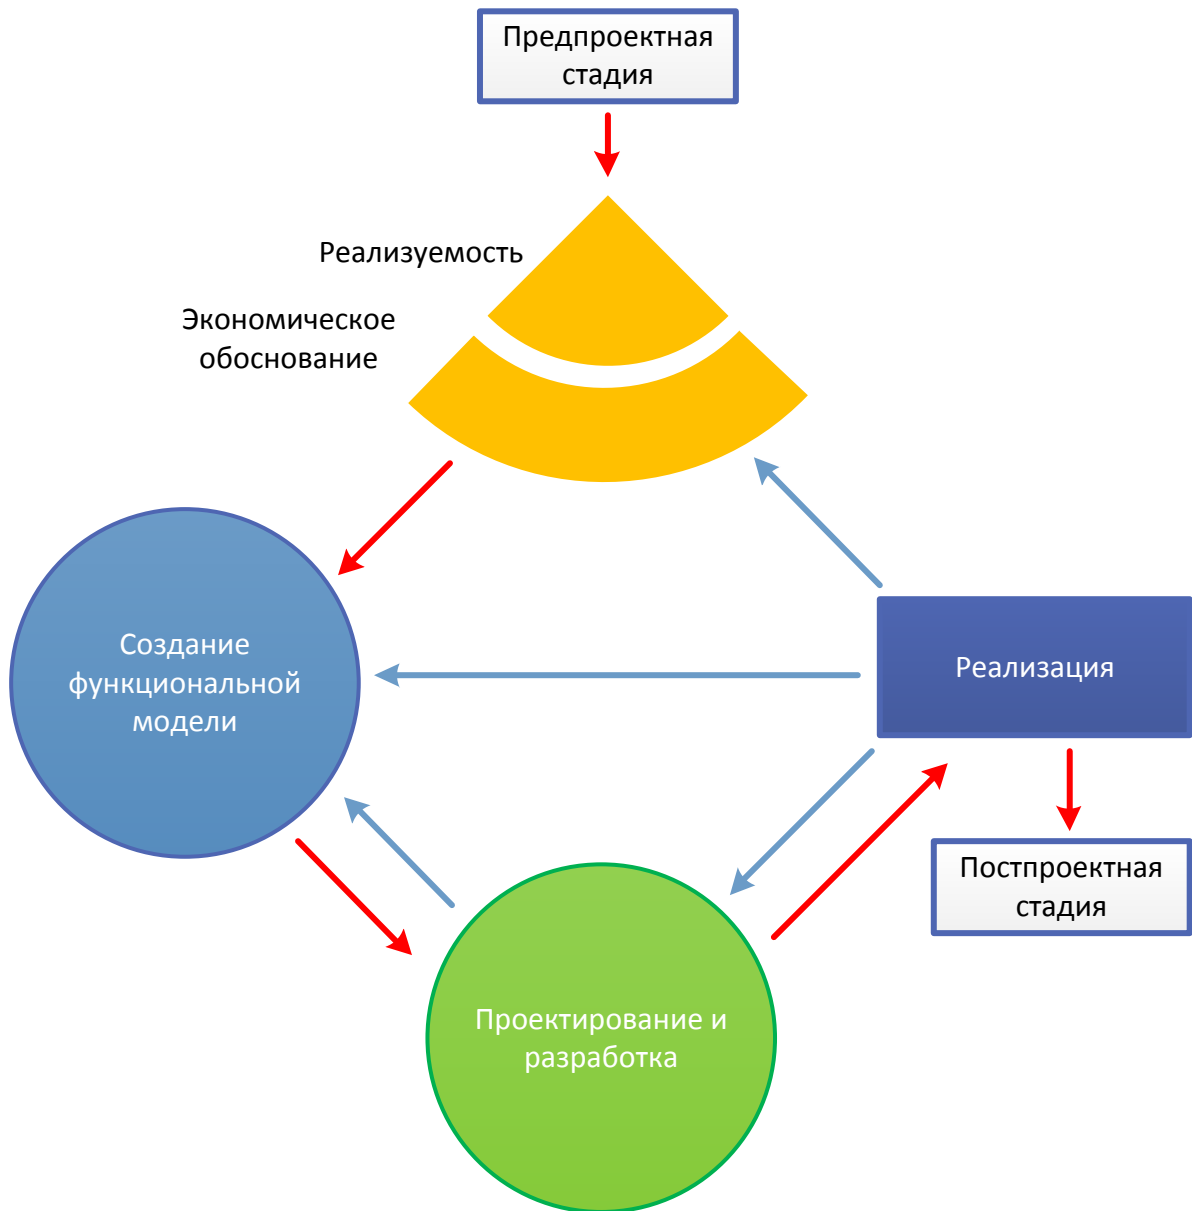 Предпроектная
стадия
Реализуемость
Экономическое
обоснование
Создание
функциональной
модели
Реализация
Постпроектная
стадия
Проектирование и
разработка